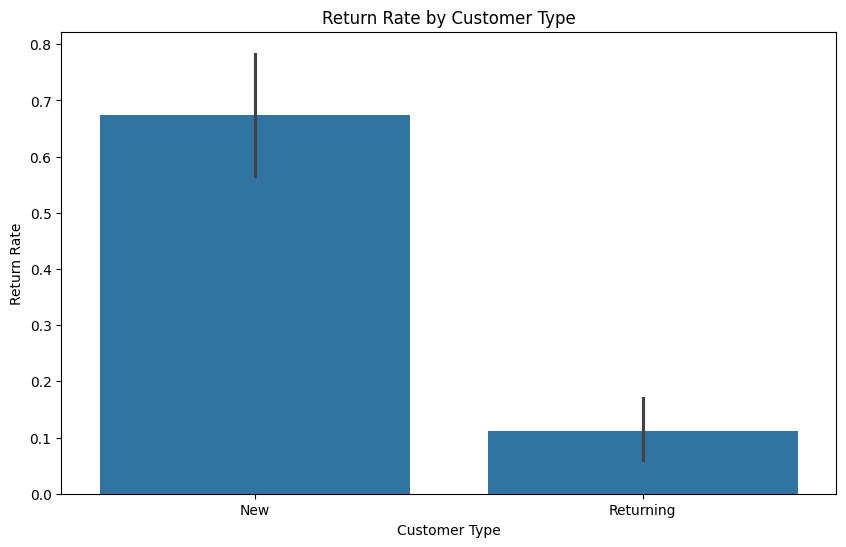 Return Rate by Customer Type
0.8
0.7
0.6
0.5
0.4
0.3
0.2
0.1
0.0
Return Rate
New
Returning
Customer Type